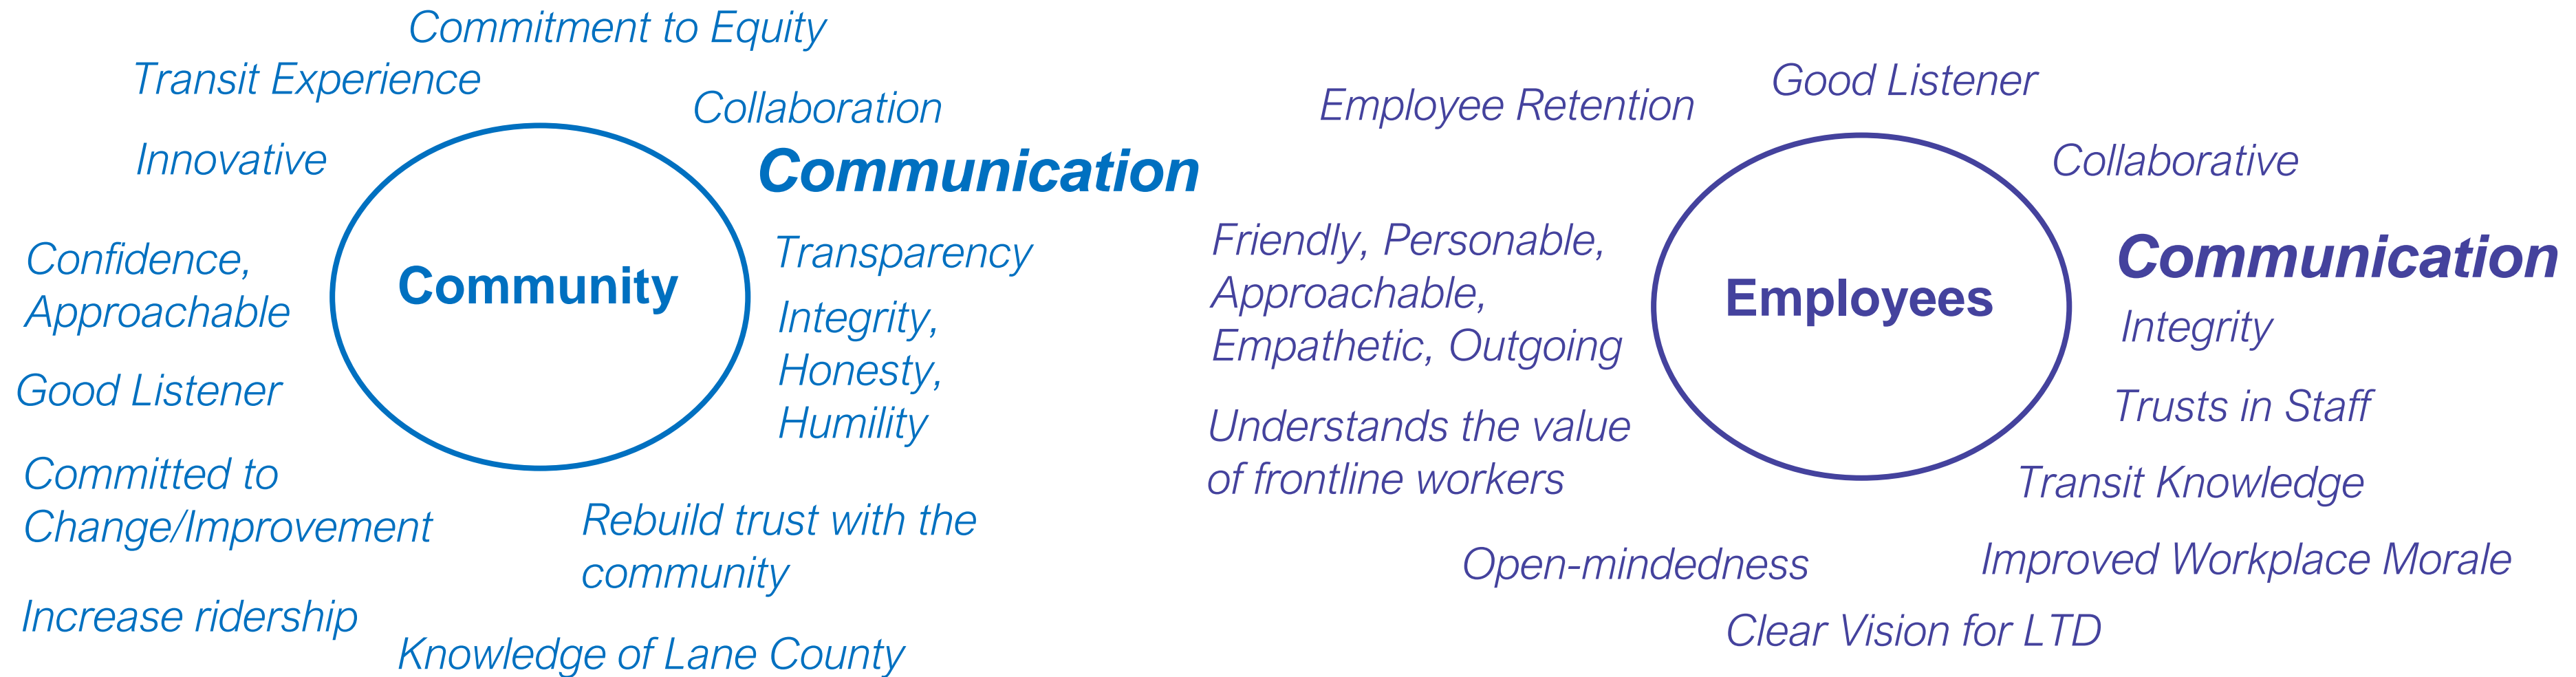 Commitment to Equity
Transit Experience
Collaboration
Innovative
Communication
Confidence,
Approachable
Community
Transparency
Integrity,
Honesty,
Humility
Good Listener
Committed to
Change/Improvement
Rebuild trust with the
community
Increase ridership
Knowledge of Lane County
Good Listener
Employee Retention
Collaborative
Friendly, Personable,
Approachable,
Empathetic, Outgoing
Employees
Communication
Integrity
Trusts in Staff
Understands the value
of frontline workers
Transit Knowledge
Open-mindedness
Improved Workplace Morale
Clear Vision for LTD